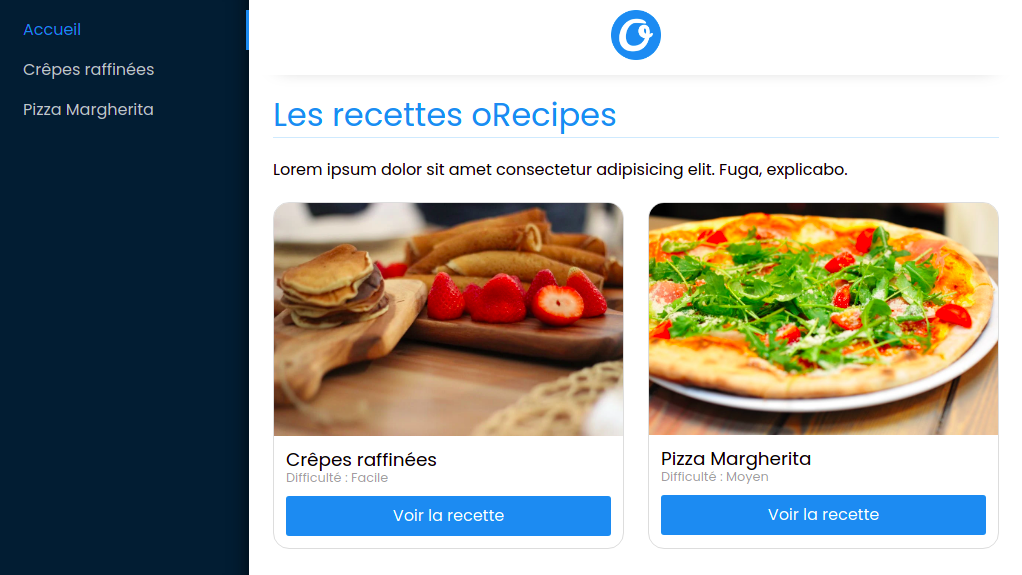 Accueil
Crêpes raffinées
Pizza Margherita
O
Les recettes oRecipes
Lorem ipsum dolor sit amet consectetur adipisicing elit. Fuga, explicabo.
Crêpes raffinées
Difficulté : Facile
Voir la recette
Pizza Margherita
Difficulté : Moyen
Voir la recette